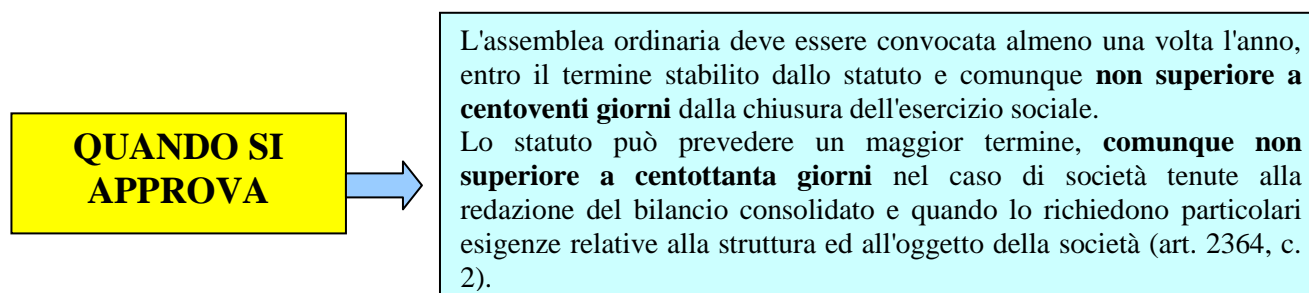 QUANDO SI
APPROVA
L'assemblea ordinaria deve essere convocata almeno una volta l'anno,
entro il termine stabilito dallo statuto e comunque non superiore a
centoventi giorni dalla chiusura dell'esercizio sociale.
Lo statuto può prevedere un maggior termine, comunque non
superiore a centottanta giorni nel caso di società tenute alla
redazione del bilancio consolidato e quando lo richiedono particolari
esigenze relative alla struttura ed all'oggetto della società (art. 2364, c.
2).